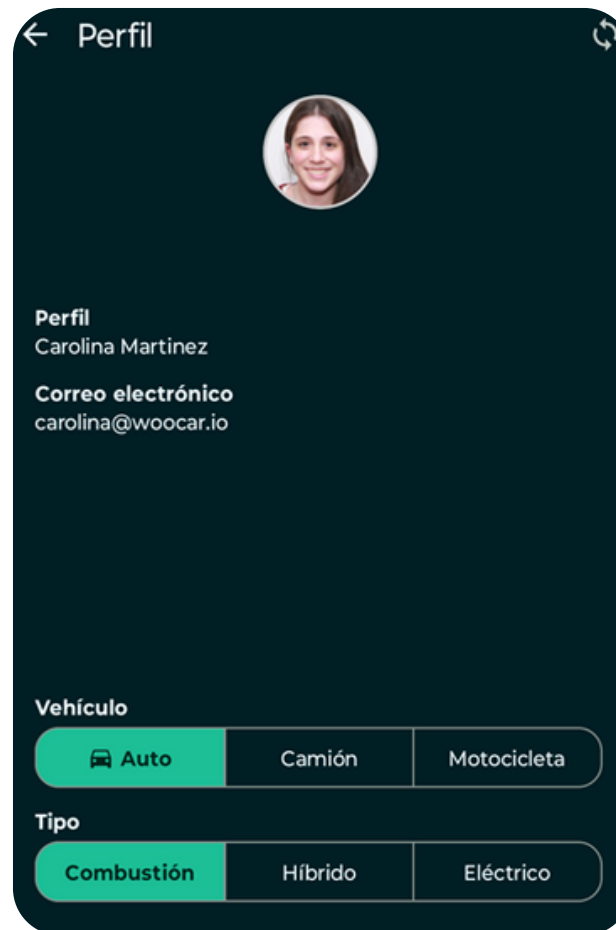 Perfil
Perfil
Carolina Martinez
Correo electrónico
carolina@woocar.io
Vehículo
Auto Camión Motocicleta
Tipo
Combustión Híbrido Eléctrico